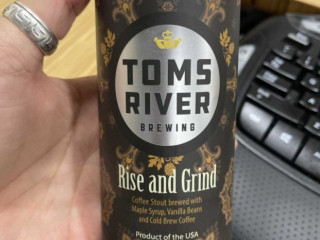 TOMS
RIVER
BREWING
Rise and Grind
Coffee Stout brewed with
Maple Syrup, Vanilla Beans
and Cold Brew Coffee
Product of the USA